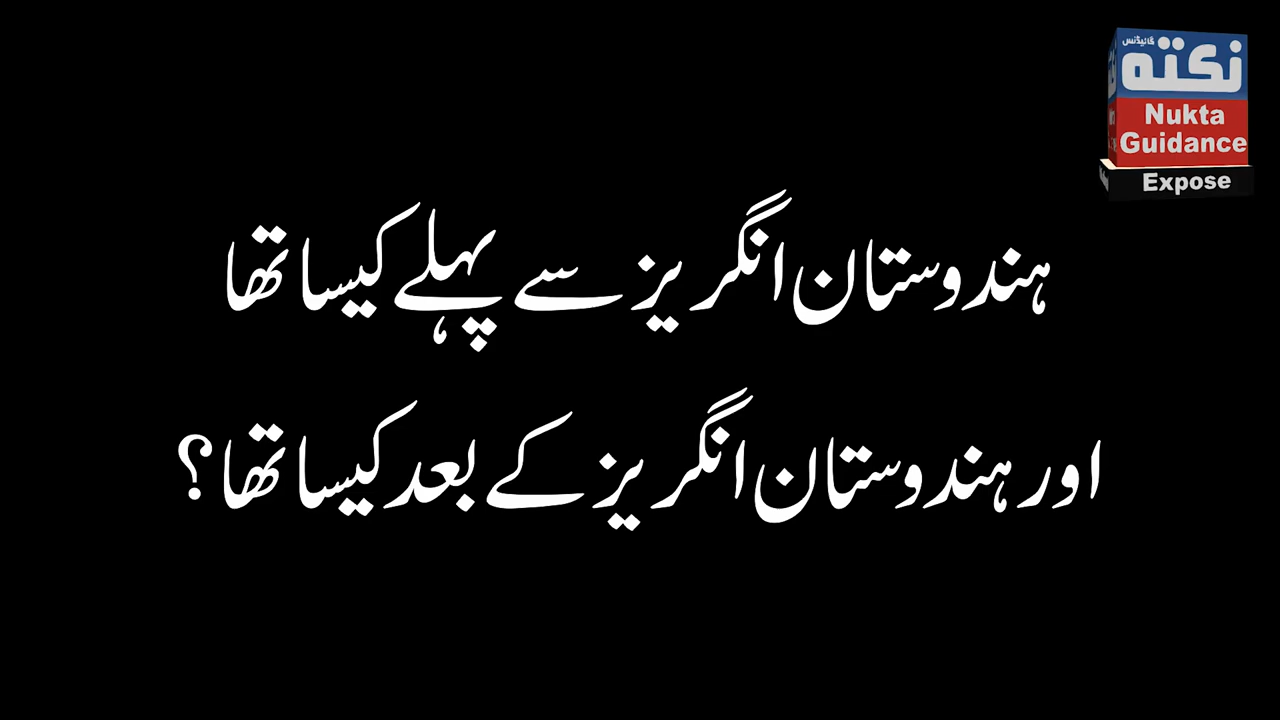 گائیڈنس
نکتہ
Nukta
Guidance
Expose
ہندوستان انگریز سے پہلے کیسا تھا
اور ہندوستان انگریز کے بعد کیسا تھا؟